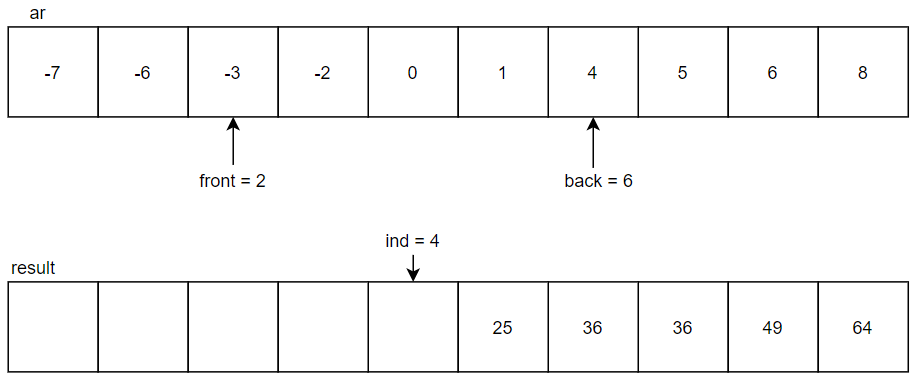 ar
-7 -6 -3 -2 0 1 4 5 6 8
front = 2 back = 6
ind = 4
result
25 36 36 49 64